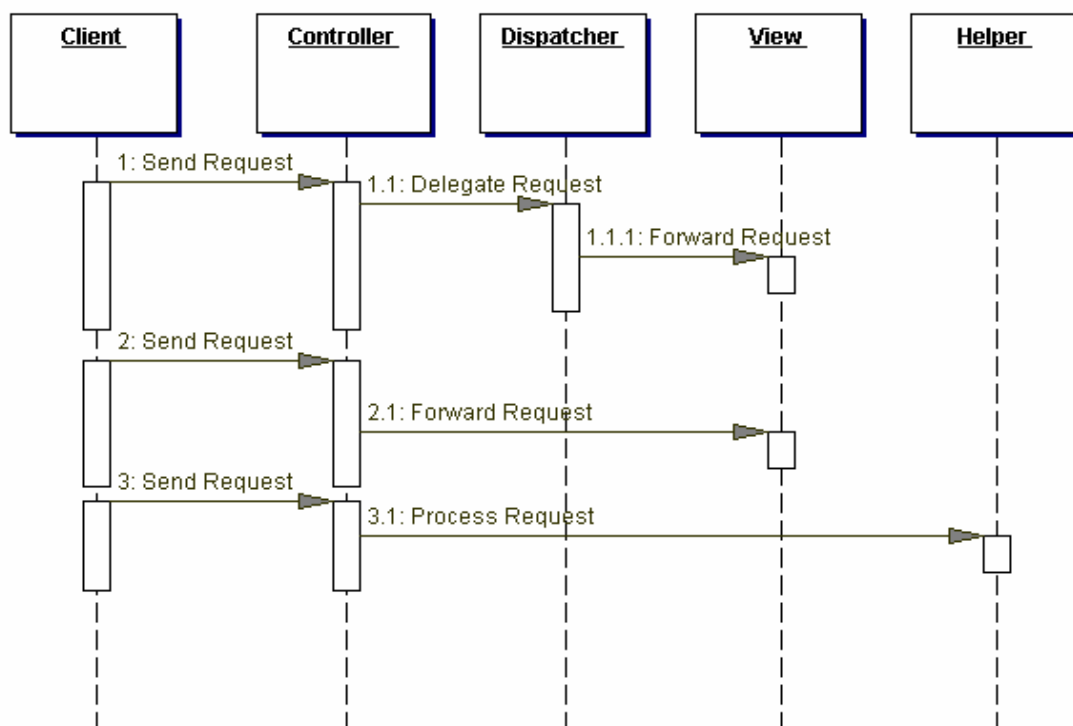 Client
Controller
Dispatcher
View
Helper
1: Send Request
1.1: Delegate Request
1.1.1: Forward Request
2: Send Request
2.1: Forward Request
3: Send Request
3.1: Process Request